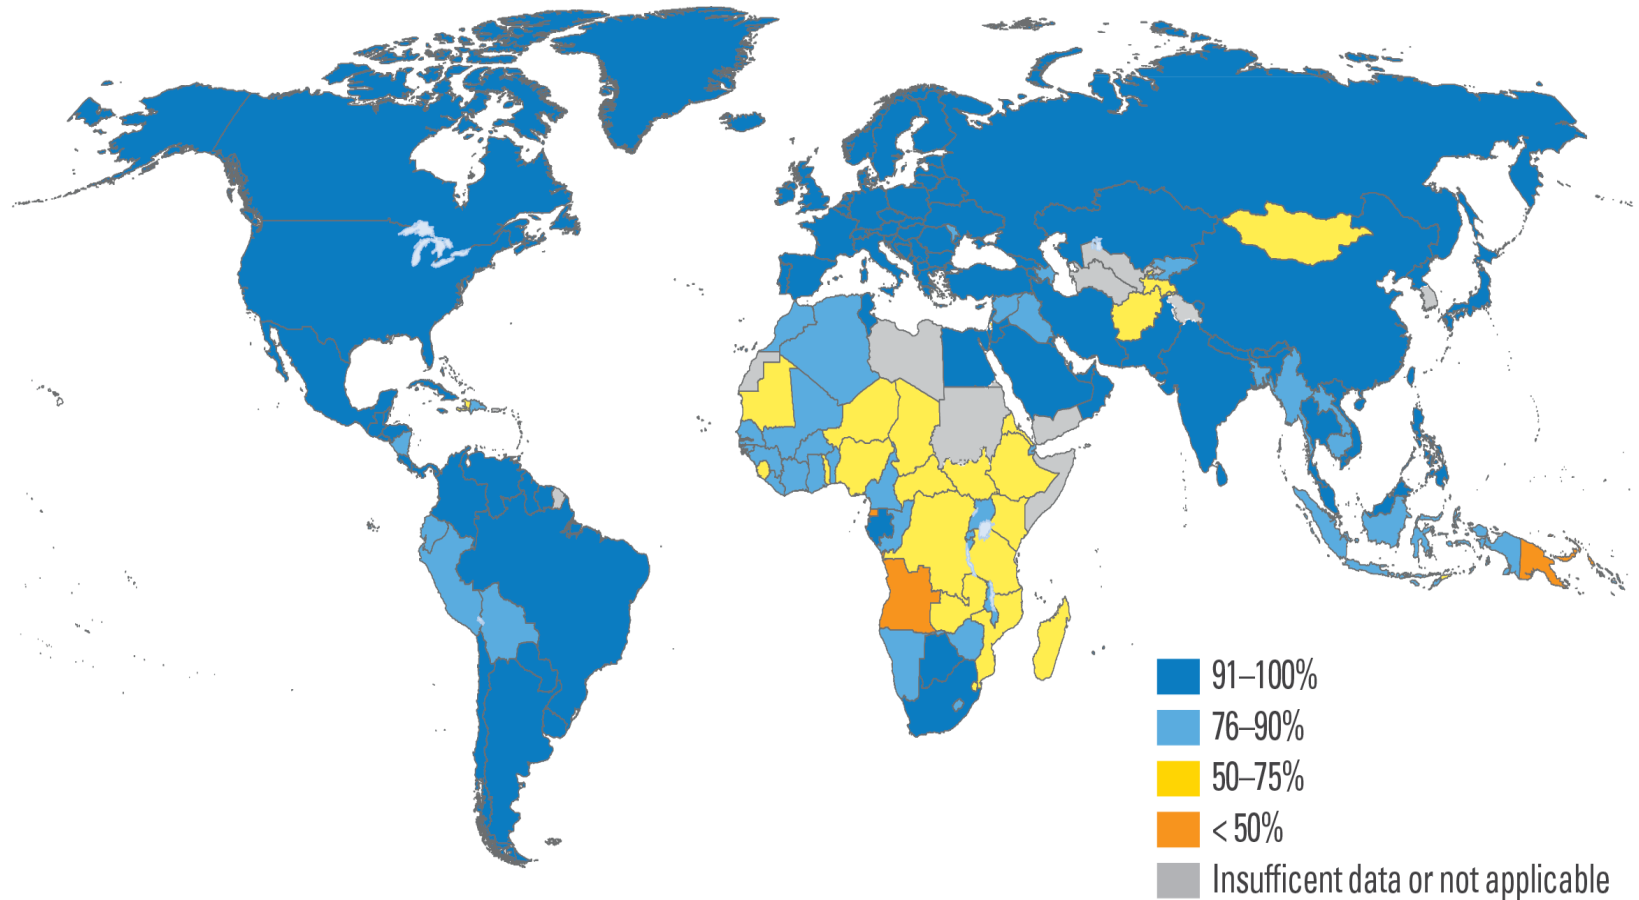 91–100%
76–90%
50–75%
< 50%
Insufficent data or not applicable